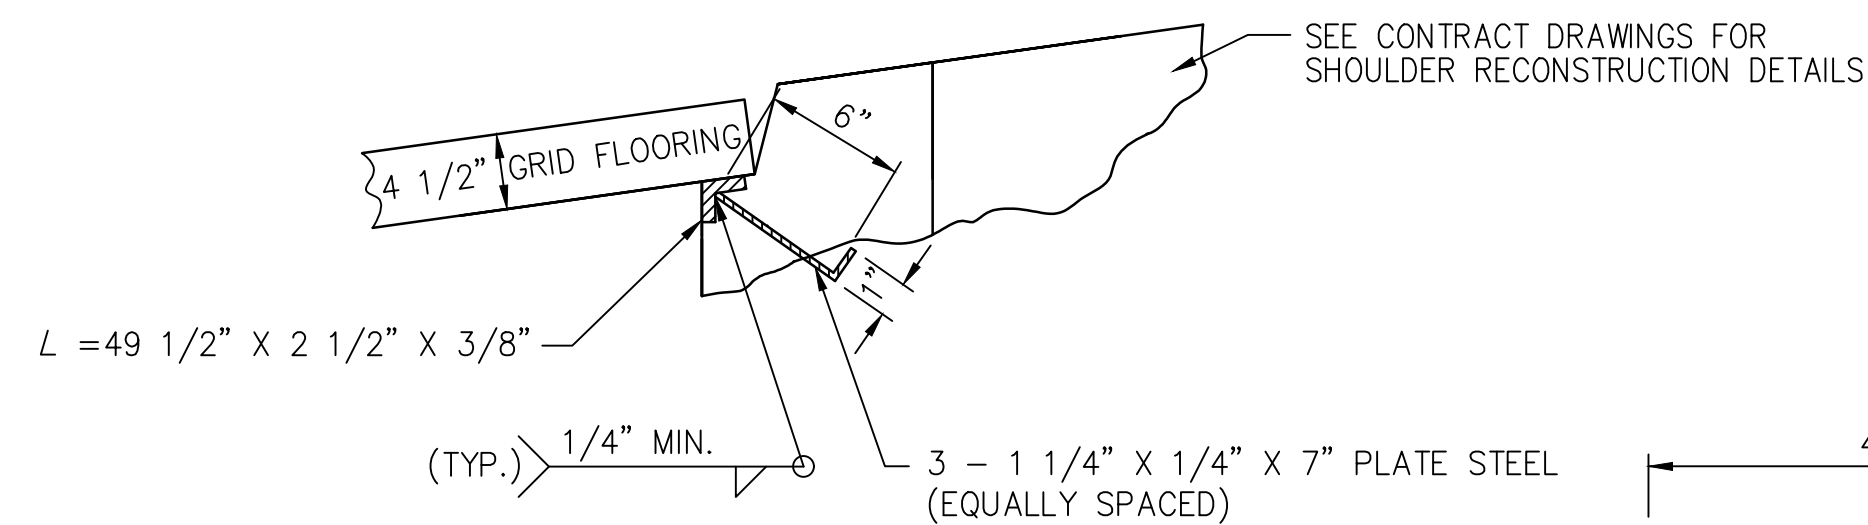 SEE CONTRACT DRAWINGS FOR
SHOULDER RECONSTRUCTION DETAILS
6"
4 1/2" GRID FLOORING
1"
L =49 1/2" X 2 1/2" X 3/8"
(TYP.) 1/4" MIN.
3 - 1 1/4" X 1/4" X 7" PLATE STEEL
(EQUALLY SPACED)